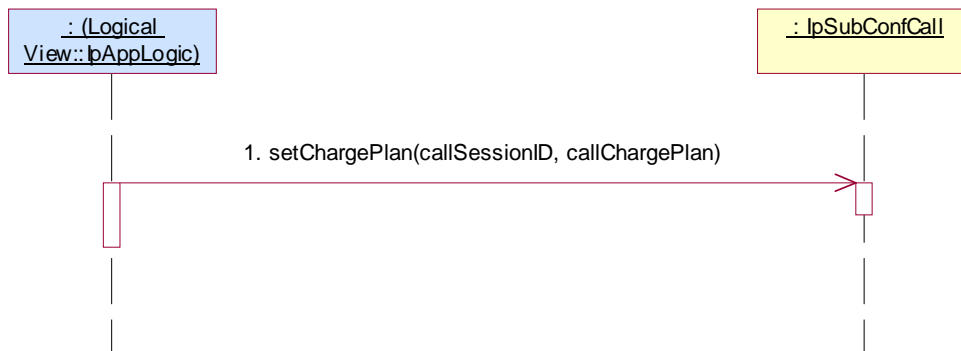 : (Logical
View::IpAppLogic)
: IpSubConfCall
1. setChargePlan(callSessionID, callChargePlan)